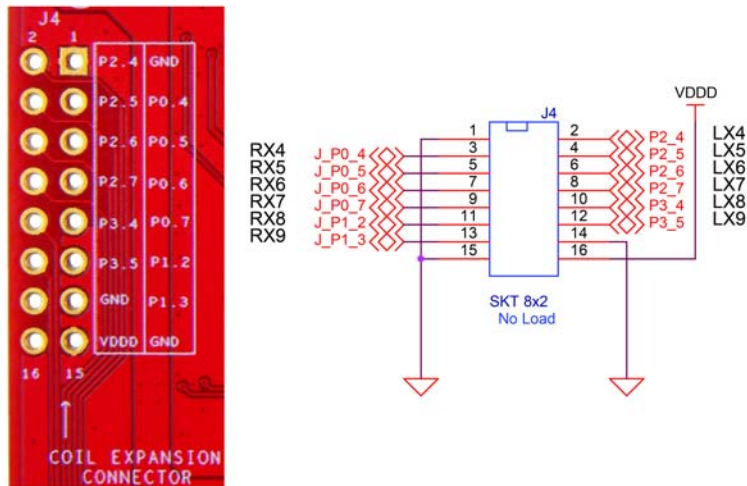 J4
2 1
P2.4 GND
P2.5 P0.4
P2.6 P0.5
P2.7 P0.6
P3.4 P0.7
P3.5 P1.2
GND P1.3
VDDD GND
16 15
COIL EXPANSION
CONNECTOR
VDDD
J4
1 2 P2_4 LX4
RX4 J_P0_4 3 4 P2_5 LX5
RX5 J_P0_5 5 6 P2_6 LX6
RX6 J_P0_6 7 8 P2_7 LX7
RX7 J_P0_7 9 10 P3_4 LX8
RX8 J_P1_2 11 12 P3_5 LX9
RX9 J_P1_3 13 14
15 16
SKT 8x2
No Load